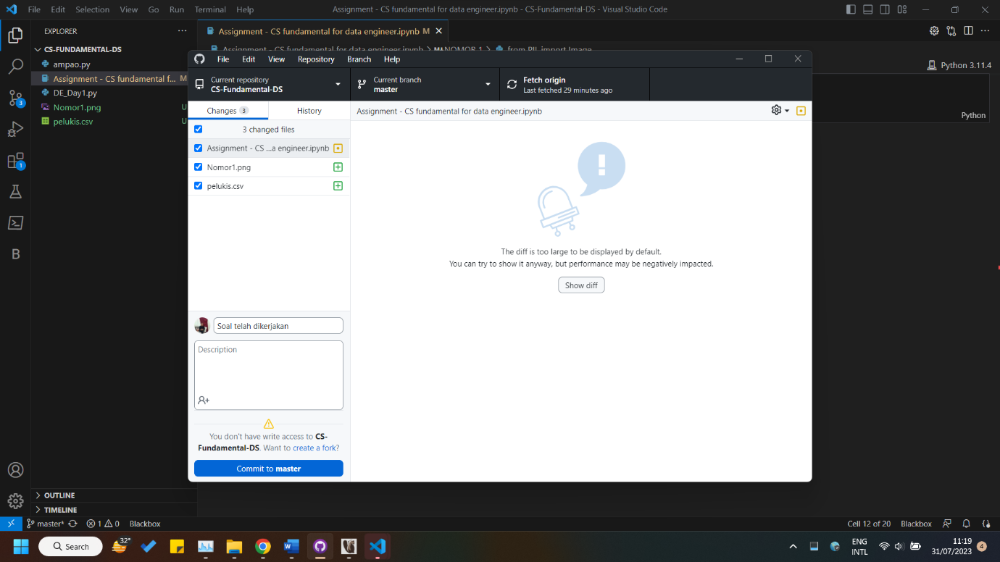 File Edit Selection View Go Run Terminal Help
Assignment - CS fundamental for data engineer.ipynb - CS-Fundamental-DS - Visual Studio Code
EXPLORER
CS-FUNDAMENTAL-DS
ampao.py
Assignment - CS fundamental f... M
DE_Day1.py
Nomor1.png U
pelukis.csv U
OUTLINE
TIMELINE
3
1
B
Assignment - CS fundamental for data engineer.ipynb M
Assignment - CS fundamental for data engineer.ipynb > M+NOMOR 1 > from PIL import Image
Python 3.11.4
Python
File Edit View Repository Branch Help
Current repository
CS-Fundamental-DS
Current branch
master
Fetch origin
Last fetched 29 minutes ago
Changes 3
History
Assignment - CS fundamental for data engineer.ipynb
3 changed files
Assignment - CS ...a engineer.ipynb
Nomor1.png
pelukis.csv
The diff is too large to be displayed by default.
You can try to show it anyway, but performance may be negatively impacted.
Show diff
Soal telah dikerjakan
Description
You don't have write access to CS-
Fundamental-DS. Want to create a fork?
Commit to master
master* 1 0 Blackbox
Cell 12 of 20 Blackbox
Search
32°
ENG
INTL
11:19
31/07/2023
4